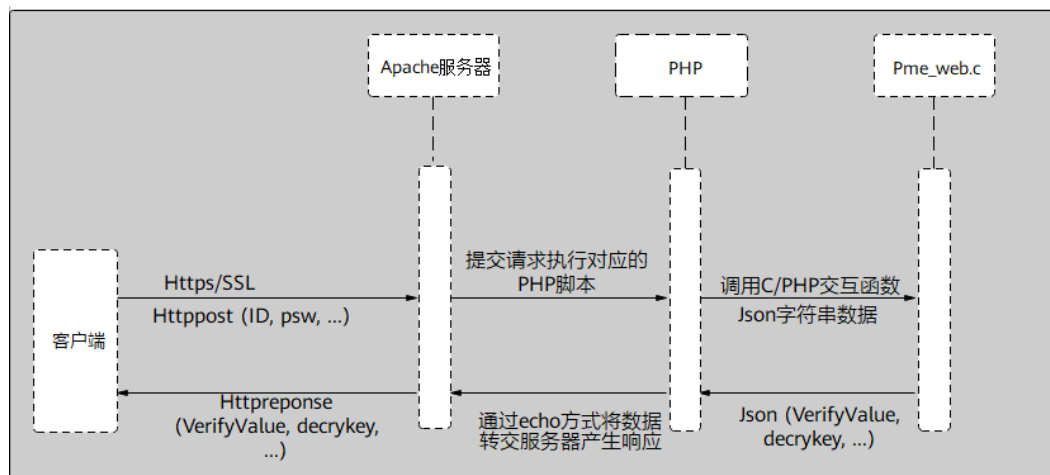 Apache服务器
PHP
Pme_web.c
客户端
Https/SSL
Httppost (ID, psw, ...)
提交请求执行对应的
PHP脚本
调用C/PHP交互函数
Json字符串数据
Httpreponse
(VerifyValue, decrykey,
...)
通过echo方式将数据
转交服务器产生响应
Json (VerifyValue,
decrykey, ...)